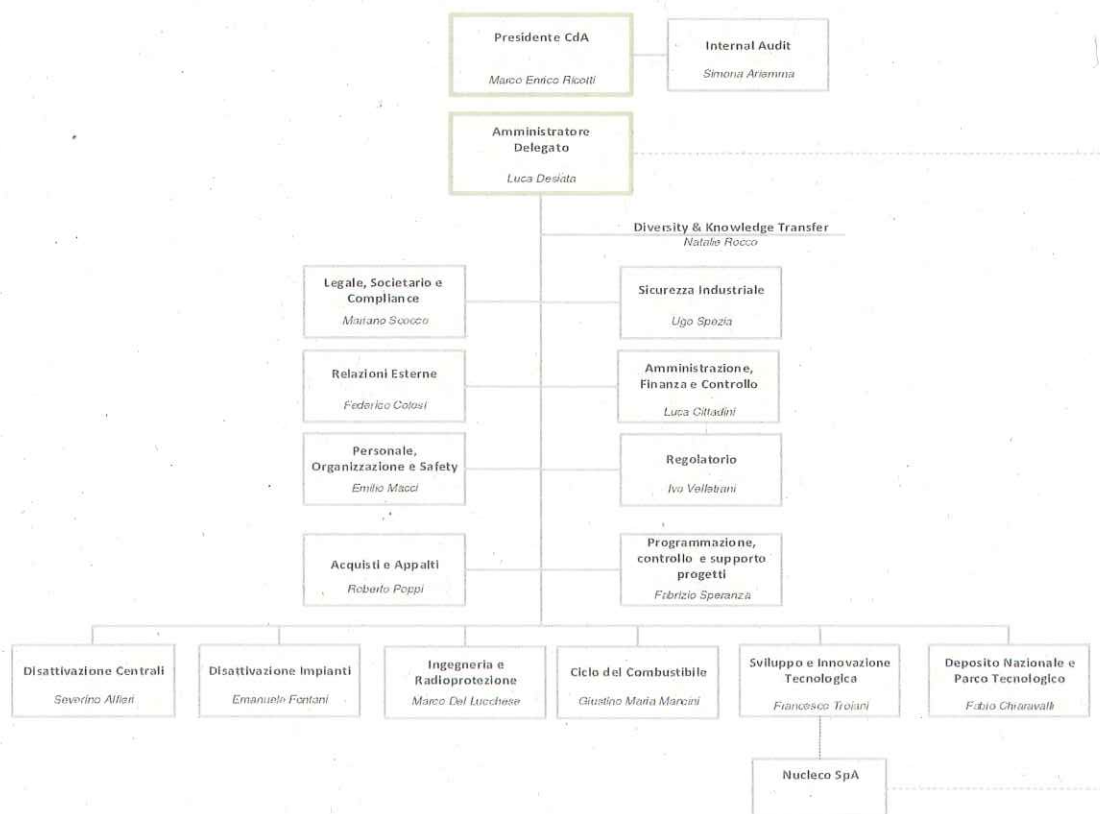 Presidente CdA
Marco Enrico Ricotti
Internal Audit
Simona Ariamma
Amministratore
Delegato
Luca Desiata
Diversity & Knowledge Transfer
Natalie Rocco
Legale, Societario e
Compliance
Mariano Scocco
Sicurezza Industriale
Ugo Spezia
Relazioni Esterne
Federico Colosi
Amministrazione,
Finanza e Controllo
Luca Cittadini
Personale,
Organizzazione e Safety
Emilio Macci
Regolatorio
Ivo Velletrani
Acquisti e Appalti
Roberto Poppi
Programmazione,
controllo e supporto
progetti
Fabrizio Speranza
Disattivazione Centrali
Severino Alfieri
Disattivazione Impianti
Emanuele Fontani
Ingegneria e
Radioprotezione
Marco Del Lucchese
Ciclo del Combustibile
Giustino Maria Mancini
Sviluppo e Innovazione
Tecnologica
Francesco Troiani
Deposito Nazionale e
Parco Tecnologico
Fabio Chiaravalli
Nucleco SpA